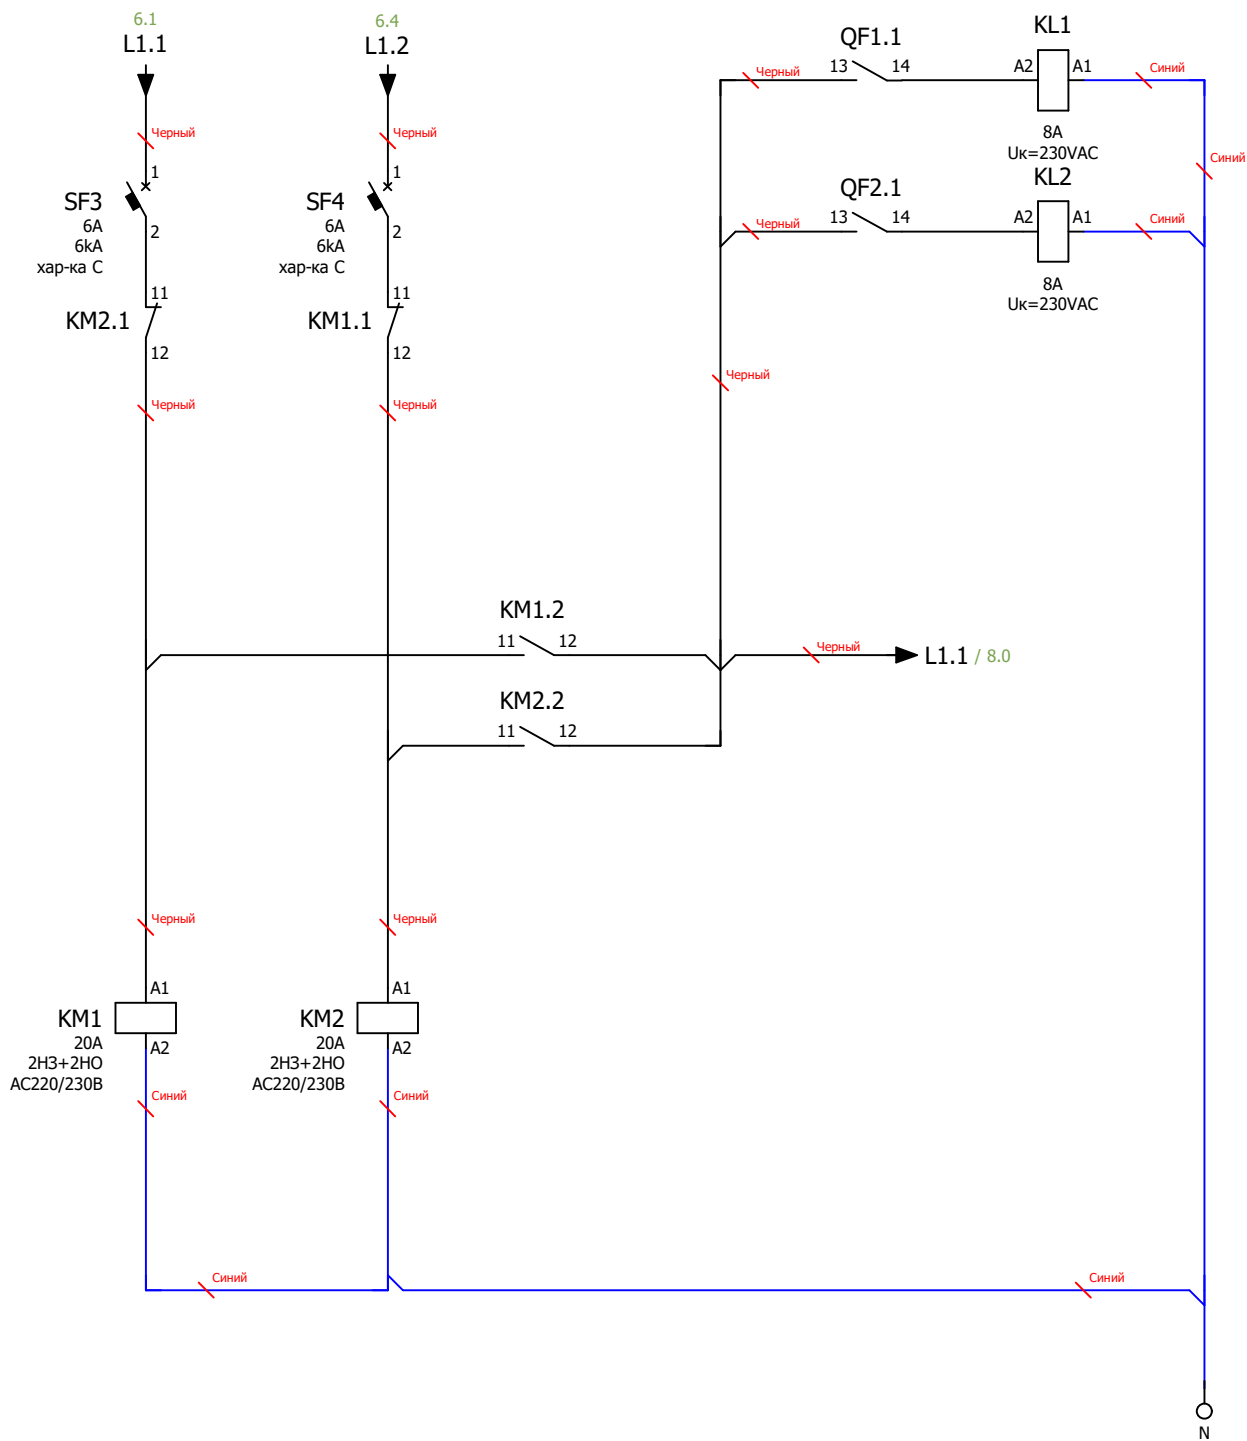 6.1
L1.1
6.4
L1.2
Черный
Черный
1
SF3
6A
6kA
хар-ка C
2
1
SF4
6A
6kA
хар-ка C
2
11
KM2.1
12
11
KM1.1
12
Черный
Черный
QF1.1
Черный
13
14
KL1
A2
A1
8A
Uк=230VAC
Синий
Синий
QF2.1
Черный
13
14
KL2
A2
A1
8A
Uк=230VAC
Синий
Черный
KM1.2
11
12
Черный
L1.1 / 8.0
KM2.2
11
12
Черный
Черный
A1
KM1
20A
2НЗ+2НО
AC220/230В
A2
A1
KM2
20A
2НЗ+2НО
AC220/230В
A2
Синий
Синий
Синий
Синий
N